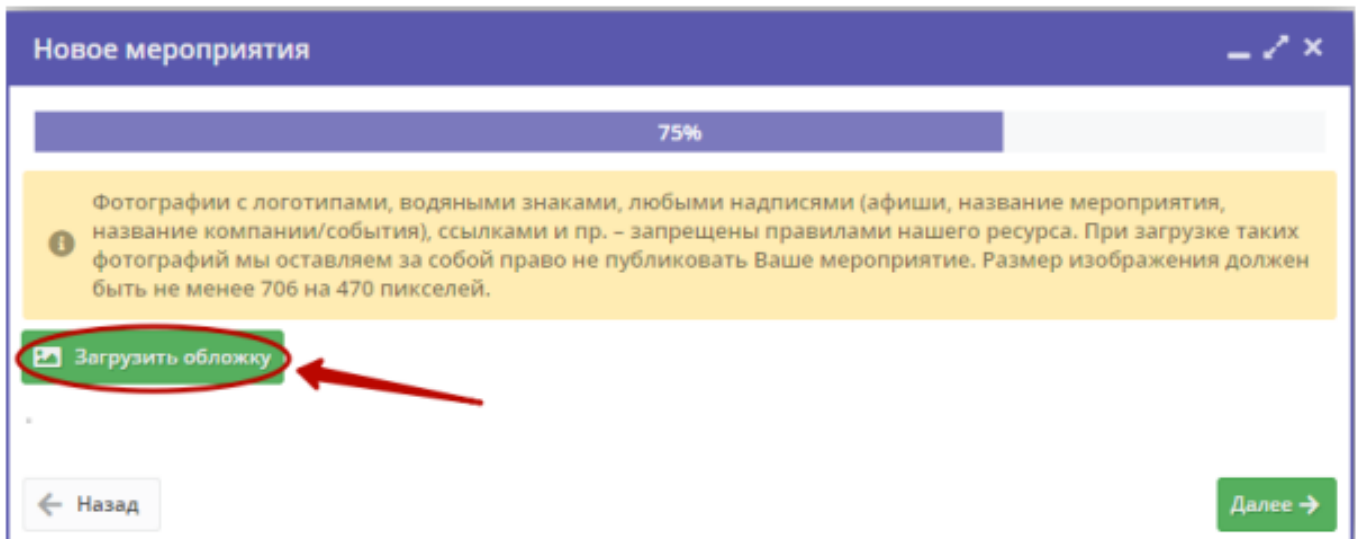 Новое мероприятия
75%
Фотографии с логотипами, водяными знаками, любыми надписями (афиши, название мероприятия,
название компании/события), ссылками и пр. – запрещены правилами нашего ресурса. При загрузке таких
фотографий мы оставляем за собой право не публиковать Ваше мероприятие. Размер изображения должен
быть не менее 706 на 470 пикселей.
Загрузить обложку
Назад
Далее